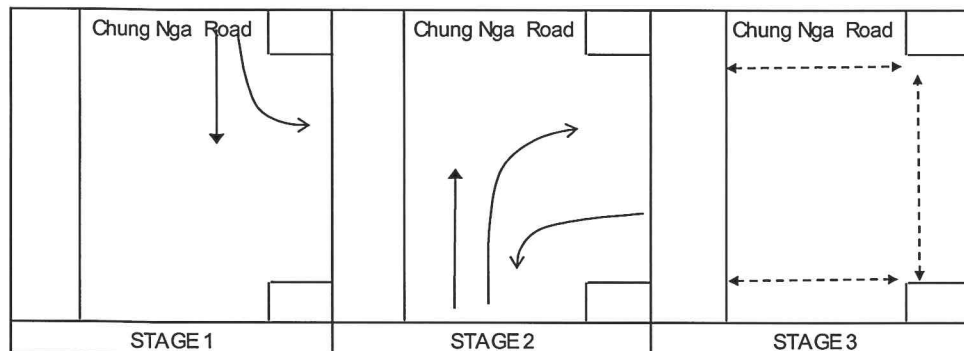 Chung Nga Road
Chung Nga Road
Chung Nga Road
STAGE 1
STAGE 2
STAGE 3